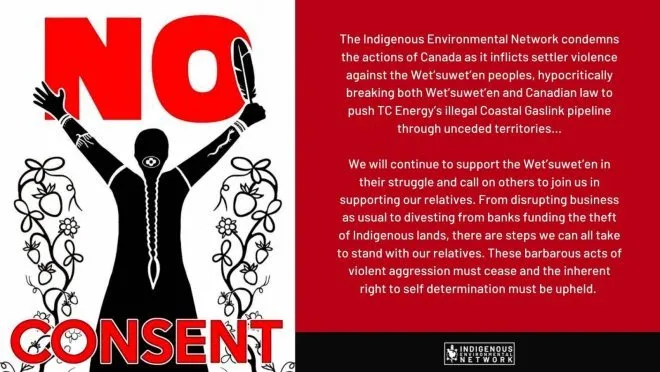 NO
CONSENT
The Indigenous Environmental Network condemns
the actions of Canada as it inflicts settler violence
against the Wet'suwet'en peoples, hypocritically
breaking both Wet'suwet'en and Canadian law to
push TC Energy's illegal Coastal Gaslink pipeline
through unceded territories...
We will continue to support the Wet'suwet'en in
their struggle and call on others to join us in
supporting our relatives. From disrupting business
as usual to divesting from banks funding the theft
of Indigenous lands, there are steps we can all take
to stand with our relatives. These barbarous acts of
violent aggression must cease and the inherent
right to self determination must be upheld.
INDIGENOUS
ENVIRONMENTAL
NETWORK